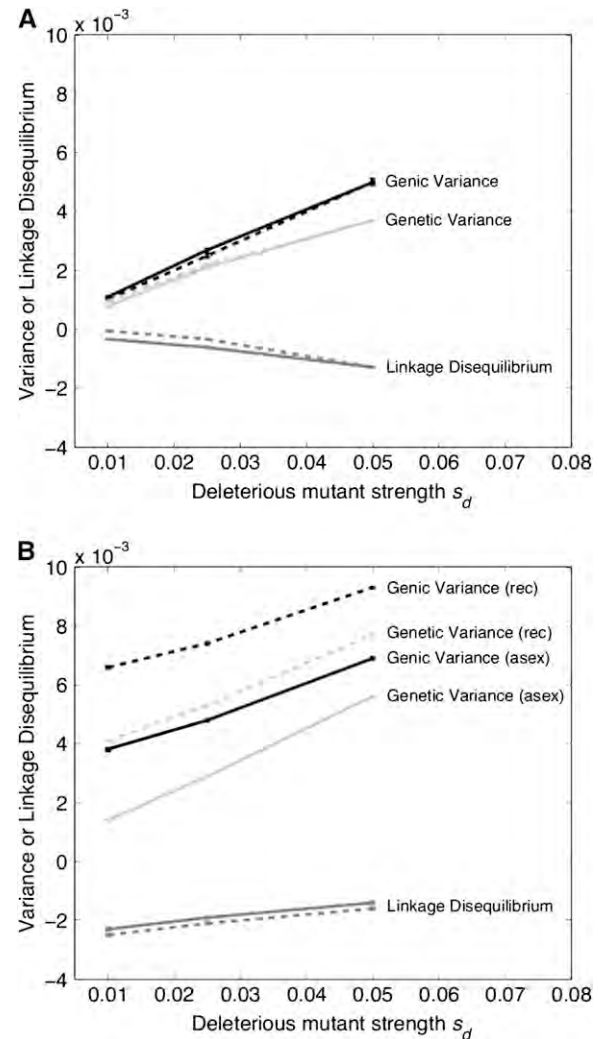 A
x 10⁻³
10
8
6
4
2
0
−2
−4
Variance or Linkage Disequilibrium
Genic Variance
Genetic Variance
Linkage Disequilibrium
0.01 0.02 0.03 0.04 0.05 0.06 0.07 0.08
Deleterious mutant strength s_d
B
x 10⁻³
10
8
6
4
2
0
−2
−4
Variance or Linkage Disequilibrium
Genic Variance (rec)
Genetic Variance (rec)
Genic Variance (asex)
Genetic Variance (asex)
Linkage Disequilibrium
0.01 0.02 0.03 0.04 0.05 0.06 0.07 0.08
Deleterious mutant strength s_d